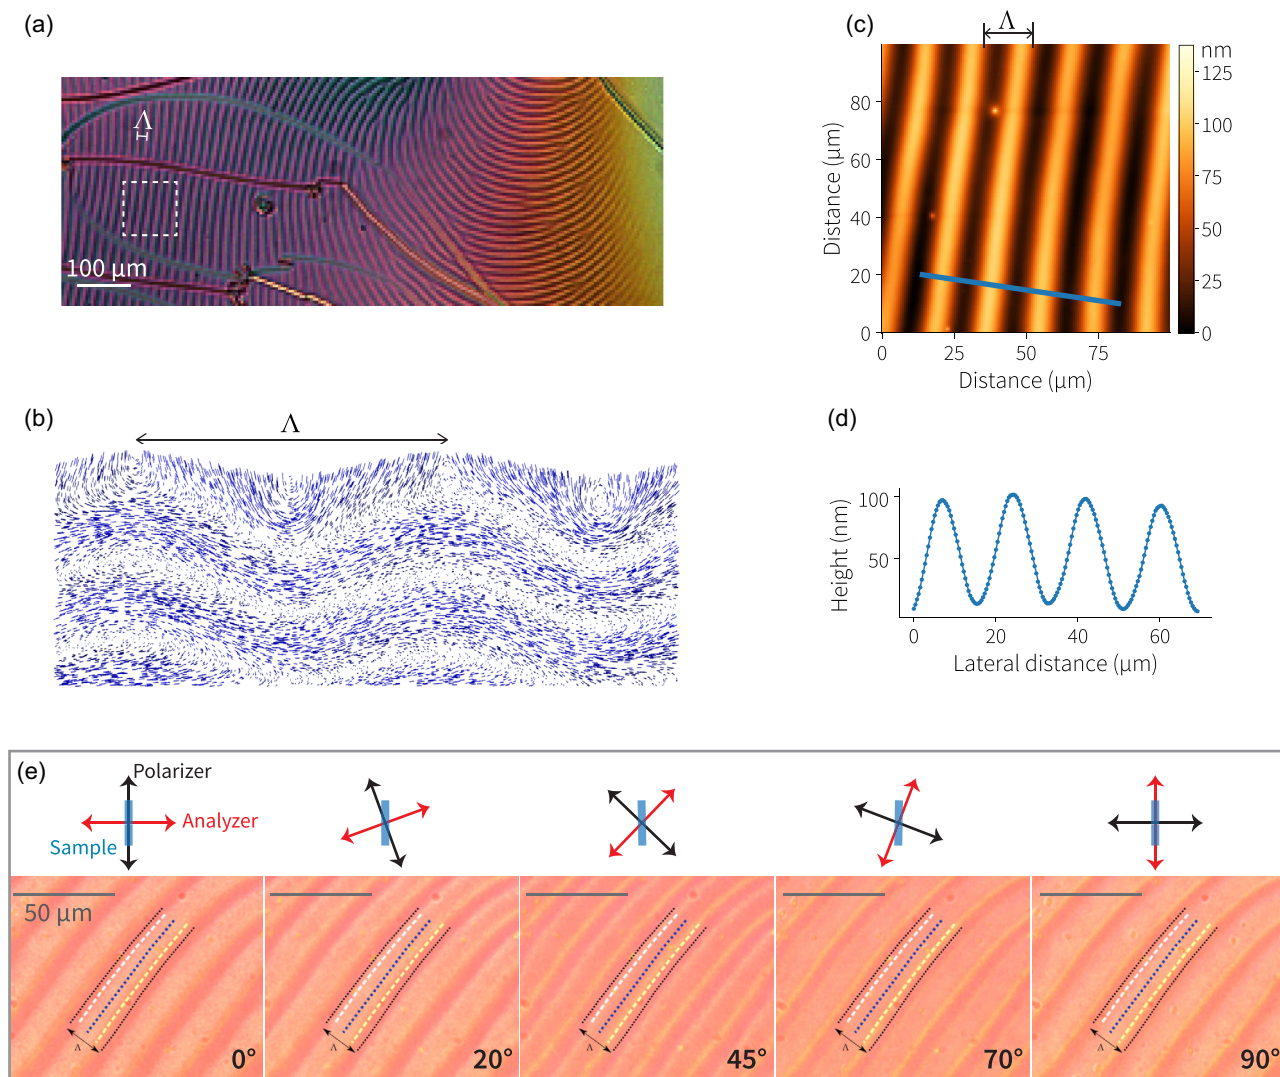 (a)
Λ
100 µm
(b)
Λ
(c)
Λ
nm
125
100
75
50
25
0
80
60
40
20
0
Distance (µm)
0
25
50
75
Distance (µm)
(d)
100
50
Height (nm)
0
20
40
60
Lateral distance (µm)
(e)
Polarizer
Analyzer
Sample
50 µm
Λ
0°
Λ
20°
Λ
45°
Λ
70°
Λ
90°